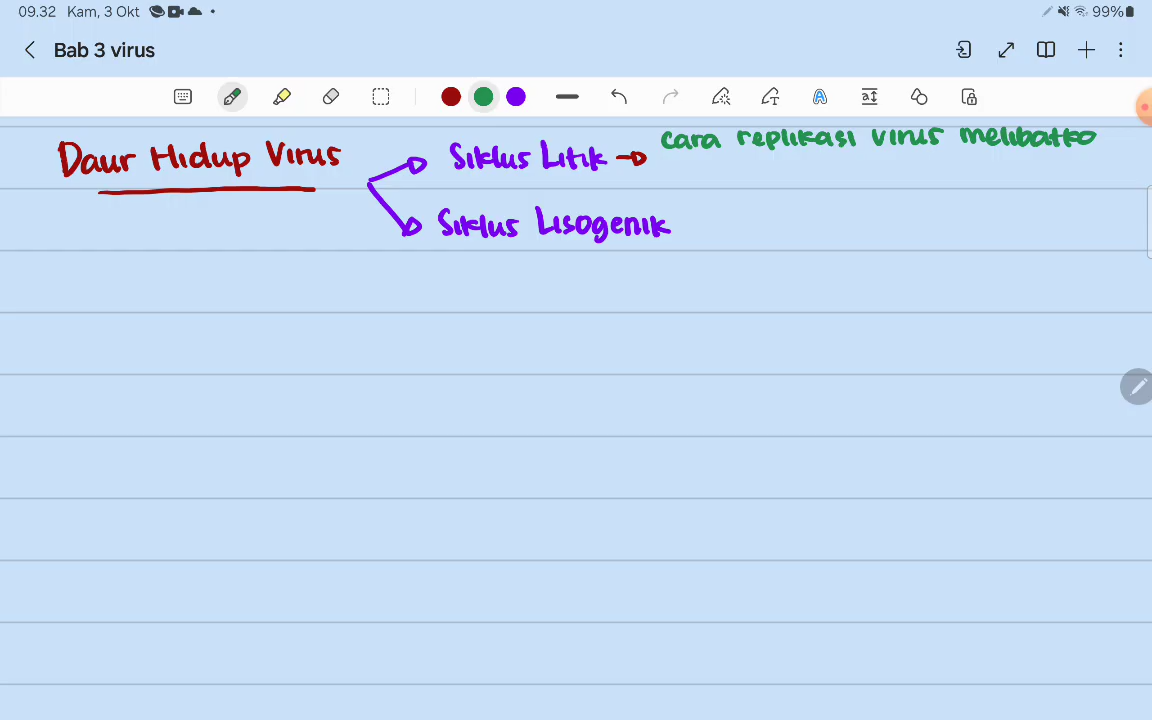 09.32 Kam, 3 Okt 99%
Bab 3 virus
Daur Hidup Virus
Siklus Litik → cara replikasi virus melibatko
Siklus Lisogenik